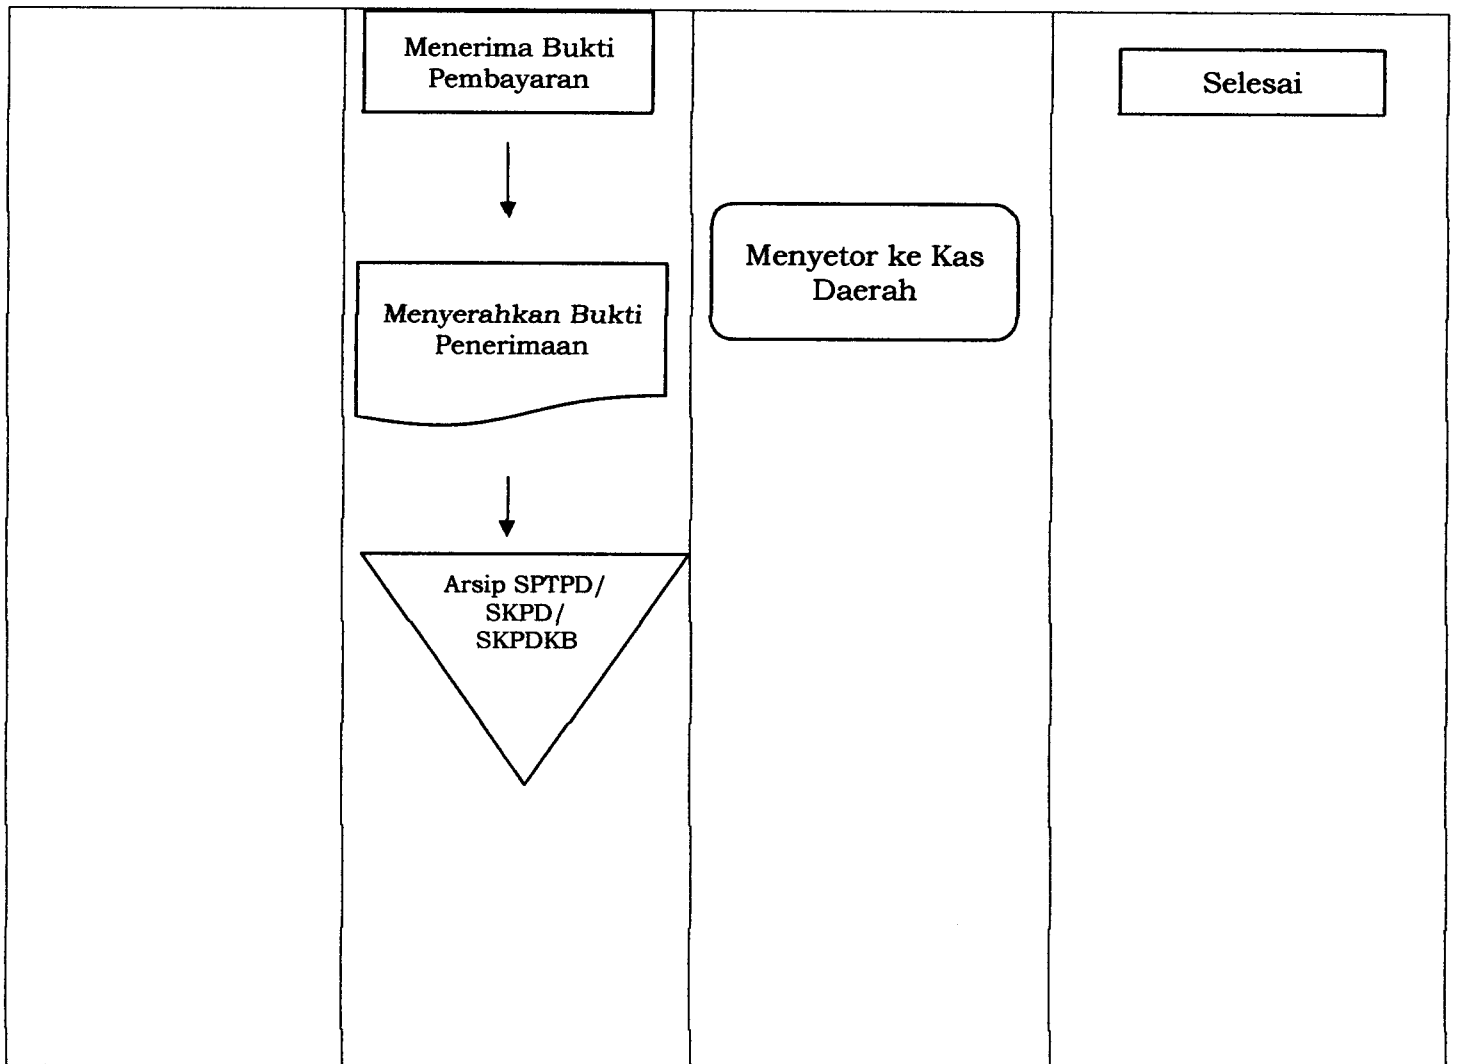 Menerima Bukti
Pembayaran
Selesai
Menyetor ke Kas
Daerah
Menyerahkan Bukti
Penerimaan
Arsip SPTPD/
SKPD/
SKPDKB